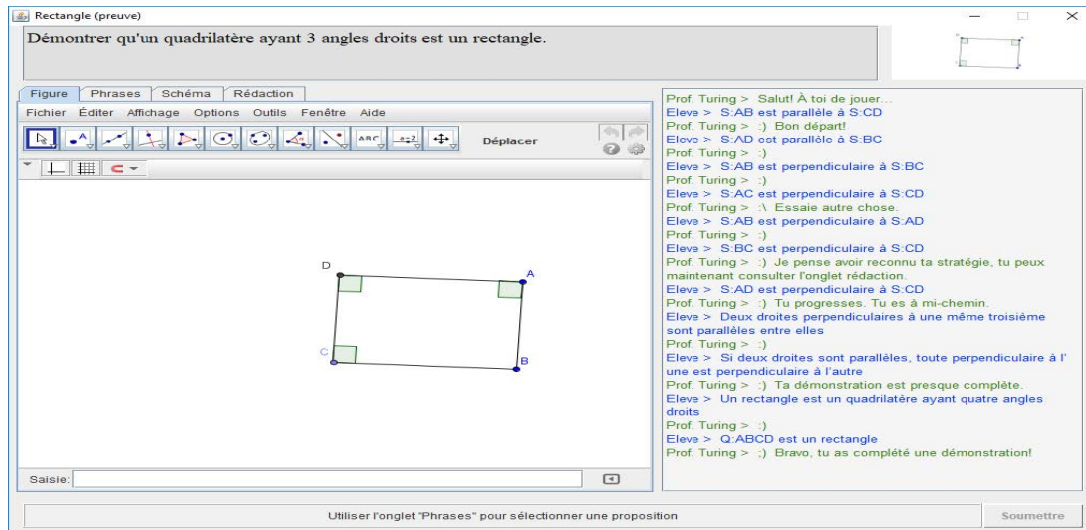 Rectangle (preuve)
Démontrer qu'un quadrilatère ayant 3 angles droits est un rectangle.
Figure Phrases Schéma Rédaction
Fichier Éditer Affichage Options Outils Fenêtre Aide
ABC a=2 Déplacer
D
A
C
B
Saisie:
Prof. Turing > Salut! À toi de jouer...
Eleve > S:AB est parallèle à S:CD
Prof. Turing > :) Bon départ!
Eleve > S:AD est parallèle à S:BC
Prof. Turing > :)
Eleve > S:AB est perpendiculaire à S:BC
Prof. Turing > :)
Eleve > S:AC est perpendiculaire à S:CD
Prof. Turing > :\ Essaie autre chose.
Eleve > S:AB est perpendiculaire à S:AD
Prof. Turing > :)
Eleve > S:BC est perpendiculaire à S:CD
Prof. Turing > :) Je pense avoir reconnu ta stratégie, tu peux
maintenant consulter l'onglet rédaction.
Eleve > S:AD est perpendiculaire à S:CD
Prof. Turing > :) Tu progresses. Tu es à mi-chemin.
Eleve > Deux droites perpendiculaires à une même troisième
sont parallèles entre elles
Prof. Turing > :)
Eleve > Si deux droites sont parallèles, toute perpendiculaire à l'
une est perpendiculaire à l'autre
Prof. Turing > :) Ta démonstration est presque complète.
Eleve > Un rectangle est un quadrilatère ayant quatre angles
droits
Prof. Turing > :)
Eleve > Q:ABCD est un rectangle
Prof. Turing > ;) Bravo, tu as complété une démonstration!
Utiliser l'onglet "Phrases" pour sélectionner une proposition
Soumettre